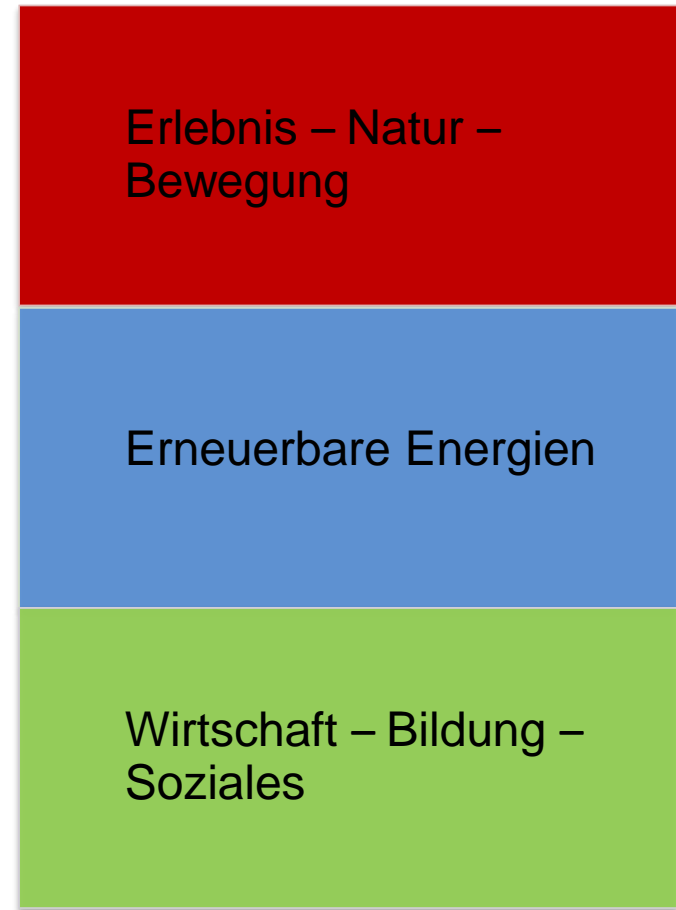 Erlebnis – Natur –
Bewegung
Erneuerbare Energien
Wirtschaft – Bildung –
Soziales